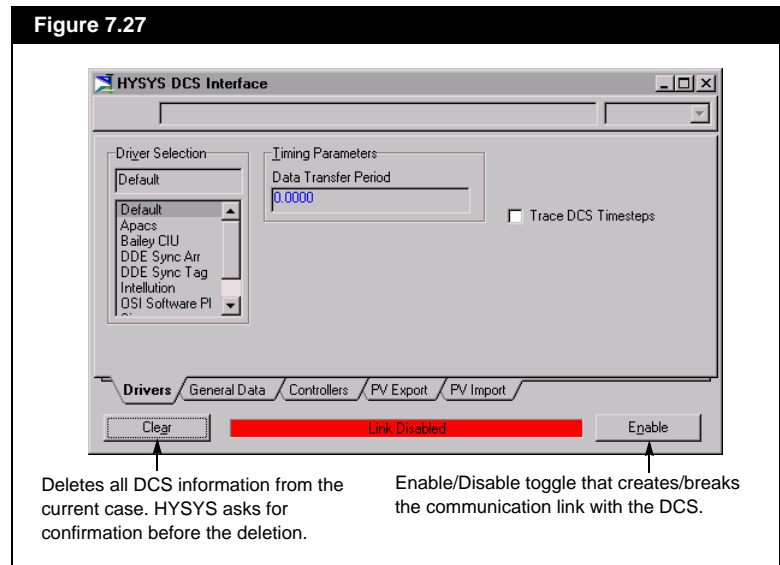 Figure 7.27
HYSYS DCS Interface
Driver Selection
Default
Default
Apacs
Bailey CIU
DDE Sync Arr
DDE Sync Tag
Intellution
OSI Software PI
Timing Parameters
Data Transfer Period
0.0000
Trace DCS Timesteps
Drivers General Data Controllers PV Export PV Import
Clear Link Disabled Enable
Deletes all DCS information from the
current case. HYSYS asks for
confirmation before the deletion.
Enable/Disable toggle that creates/breaks
the communication link with the DCS.